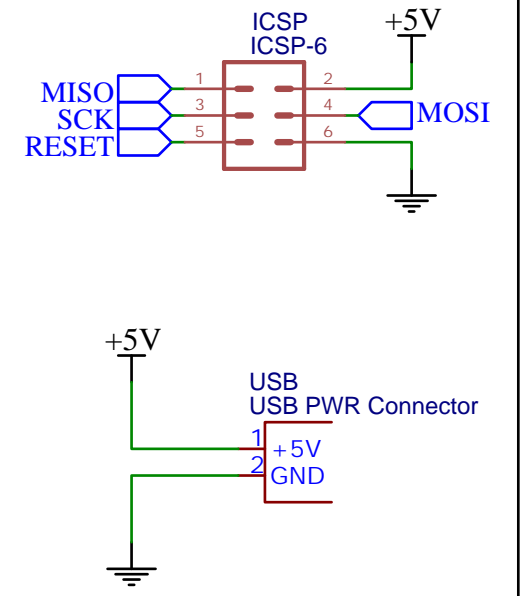 ICSP
ICSP-6
+5V
MISO 1 2
SCK 3 4 MOSI
RESET 5 6
+5V
USB
USB PWR Connector
1 +5V
2 GND